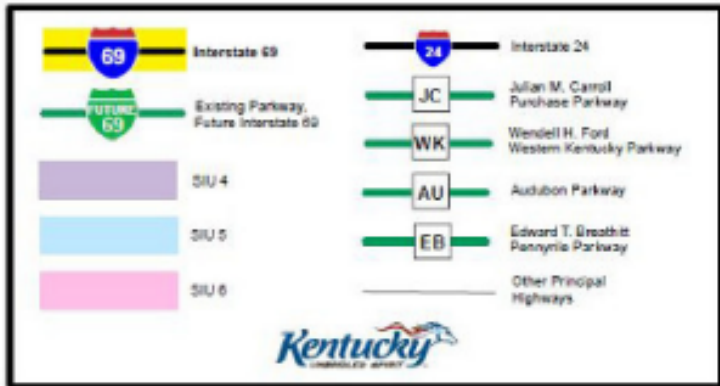 69
Interstate 69
FUTURE
69
Existing Parkway,
Future Interstate 69
SIU 4
SIU 5
SIU 6
24
Interstate 24
JC
Julian M. Carroll
Purchase Parkway
WK
Wendell H. Ford
Western Kentucky Parkway
AU
Audubon Parkway
EB
Edward T. Breathitt
Pennyrile Parkway
Other Principal
Highways
Kentucky
UNBRIDLED SPIRIT